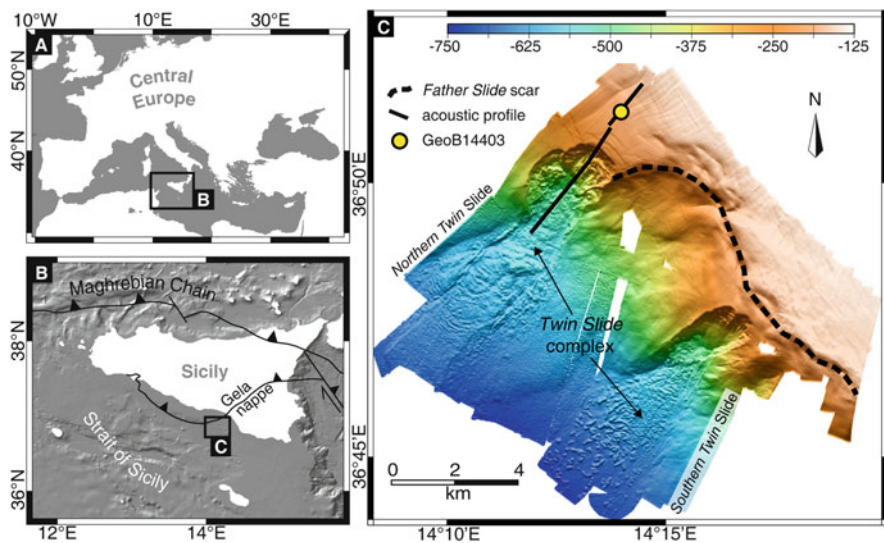 10°W 10°E 30°E
A
Central
Europe
50°N
40°N
B
B
Maghrebian Chain
Sicily
Gela
nappe
C
Strait of
Sicily
38°N
36°N
12°E 14°E
C
-750 -625 -500 -375 -250 -125
Father Slide scar
acoustic profile
GeoB14403
N
Northern Twin Slide
Twin Slide
complex
Southern Twin Slide
0 2 4
km
36°50'E
36°45'E
14°10'E 14°15'E